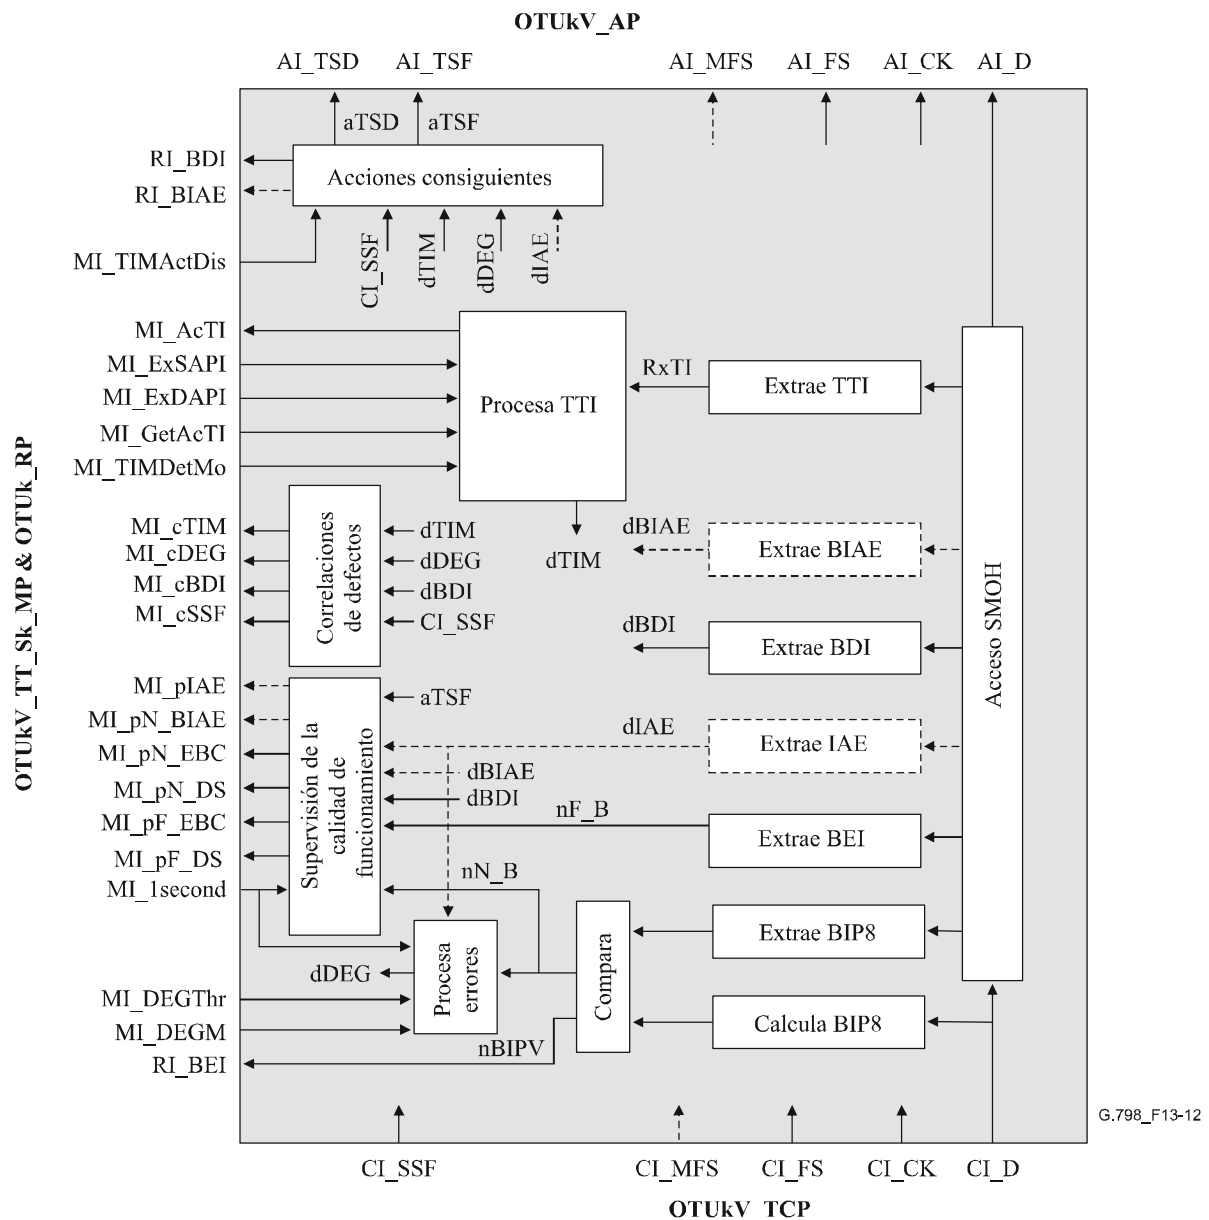 OTUkV_AP
AI_TSD
AI_TSF
AI_MFS
AI_FS
AI_CK
AI_D
aTSD
aTSF
RI_BDI
RI_BIAE
Acciones consiguientes
MI_TIMActDis
CI_SSF
dTIM
dDEG
dIAE
MI_AcTI
MI_ExSAPI
MI_ExDAPI
MI_GetAcTI
MI_TIMDetMo
Procesa TTI
RxTI
Extrae TTI
dTIM
OTUkV_TT_Sk_MP & OTUk_RP
MI_cTIM
MI_cDEG
MI_cBDI
MI_cSSF
Correlaciones
de defectos
dTIM
dDEG
dBDI
CI_SSF
dBIAE
Extrae BIAE
dBDI
Extrae BDI
Acceso SMOH
MI_pIAE
MI_pN_BIAE
MI_pN_EBC
MI_pN_DS
MI_pF_EBC
MI_pF_DS
MI_1second
Supervisión de la
calidad de
funcionamiento
aTSF
dIAE
Extrae IAE
dBIAE
dBDI
nF_B
Extrae BEI
nN_B
Extrae BIP8
Procesa
errores
Compara
dDEG
MI_DEGThr
MI_DEGM
RI_BEI
nBIPV
Calcula BIP8
G.798_F13-12
CI_SSF
CI_MFS
CI_FS
CI_CK
CI_D
OTUkV_TCP